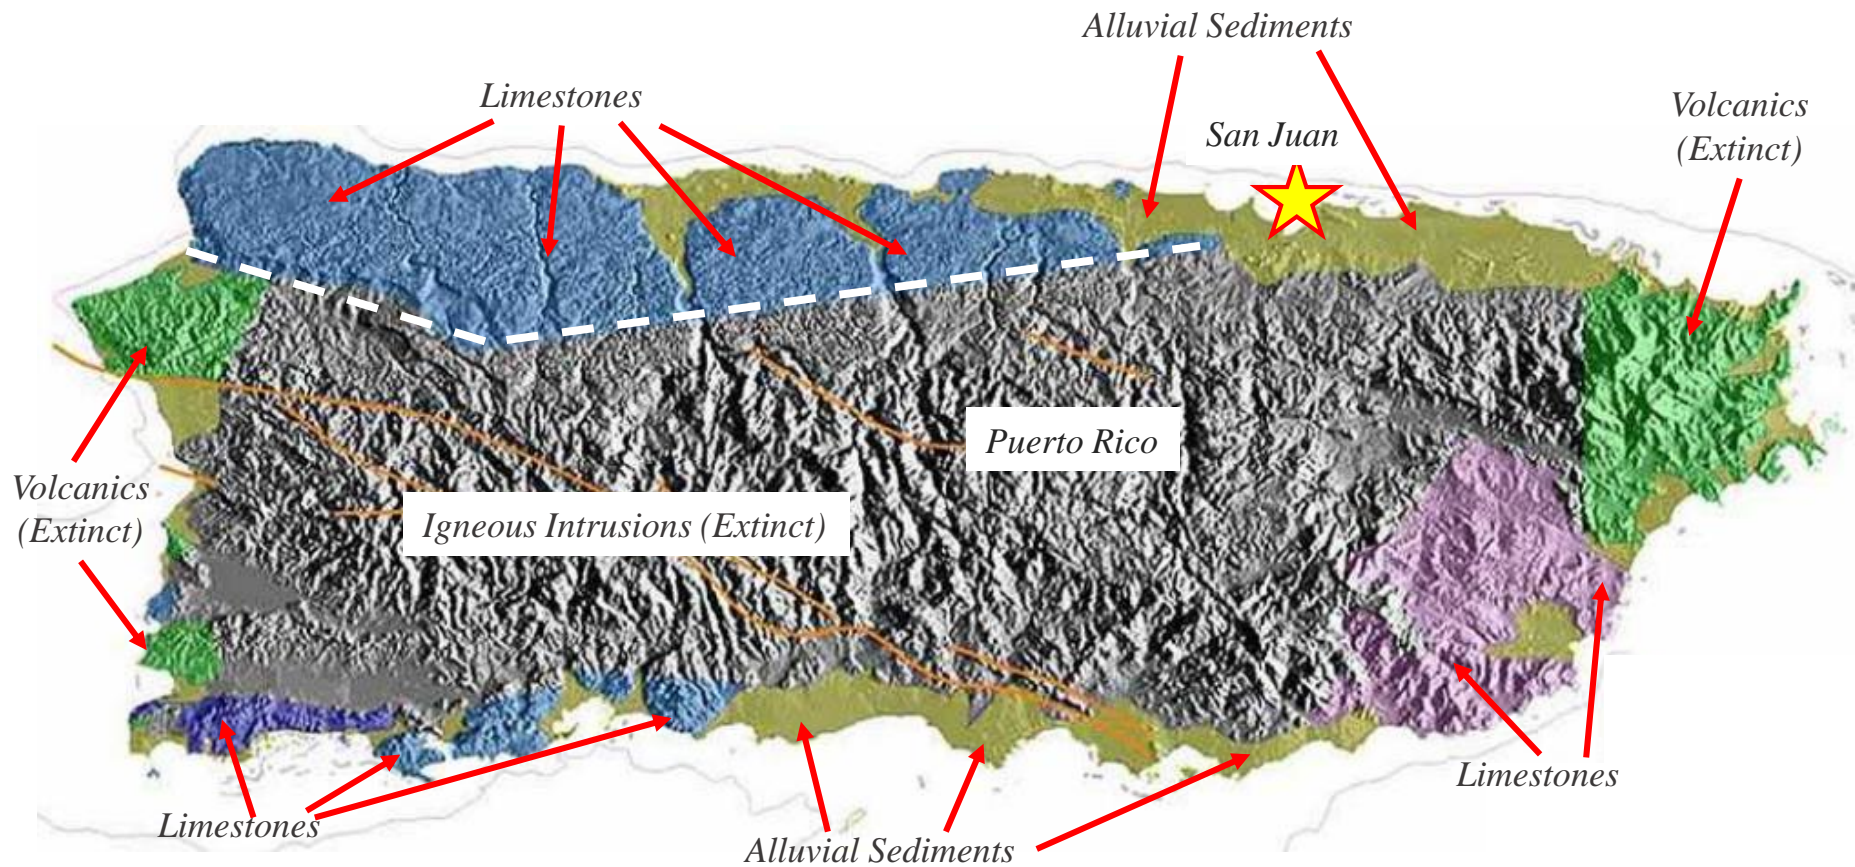 Alluvial Sediments
Limestones
Volcanics
(Extinct)
San Juan
Puerto Rico
Volcanics
(Extinct)
Igneous Intrusions (Extinct)
Limestones
Limestones
Alluvial Sediments